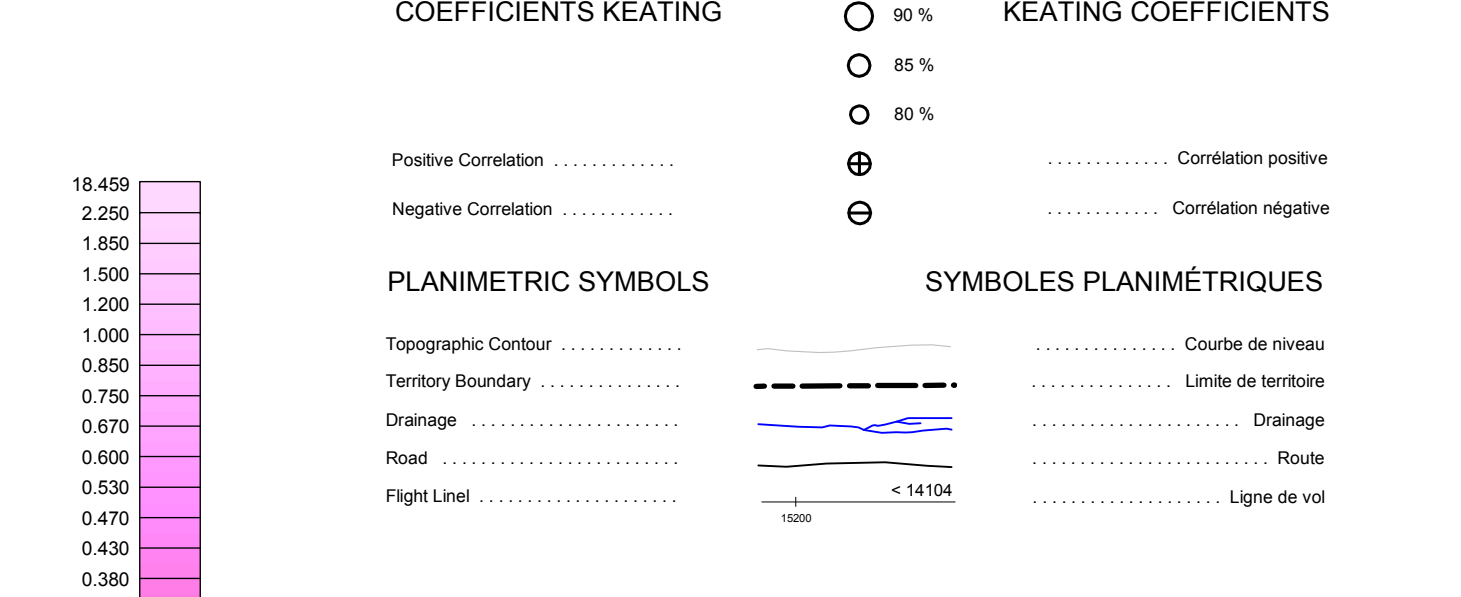 COEFFICIENTS KEATING
90 %
KEATING COEFFICIENTS
85 %
80 %
Positive Correlation . . . . . . . . . . . . .
. . . . . . . . . . . . . Corrélation positive
Negative Correlation . . . . . . . . . . . .
. . . . . . . . . . . . Corrélation négative
PLANIMETRIC SYMBOLS
SYMBOLES PLANIMÉTRIQUES
Topographic Contour . . . . . . . . . . . . .
. . . . . . . . . . . . . . . Courbe de niveau
Territory Boundary . . . . . . . . . . . . . . .
. . . . . . . . . . . . . . . Limite de territoire
Drainage . . . . . . . . . . . . . . . . . . . . . .
. . . . . . . . . . . . . . . . . . . . . . Drainage
Road . . . . . . . . . . . . . . . . . . . . . . . . .
. . . . . . . . . . . . . . . . . . . . . . . . . Route
Flight Linel . . . . . . . . . . . . . . . . . . . . .
< 14104
15200
. . . . . . . . . . . . . . . . . . . . Ligne de vol
18.459
2.250
1.850
1.500
1.200
1.000
0.850
0.750
0.670
0.600
0.530
0.470
0.430
0.380